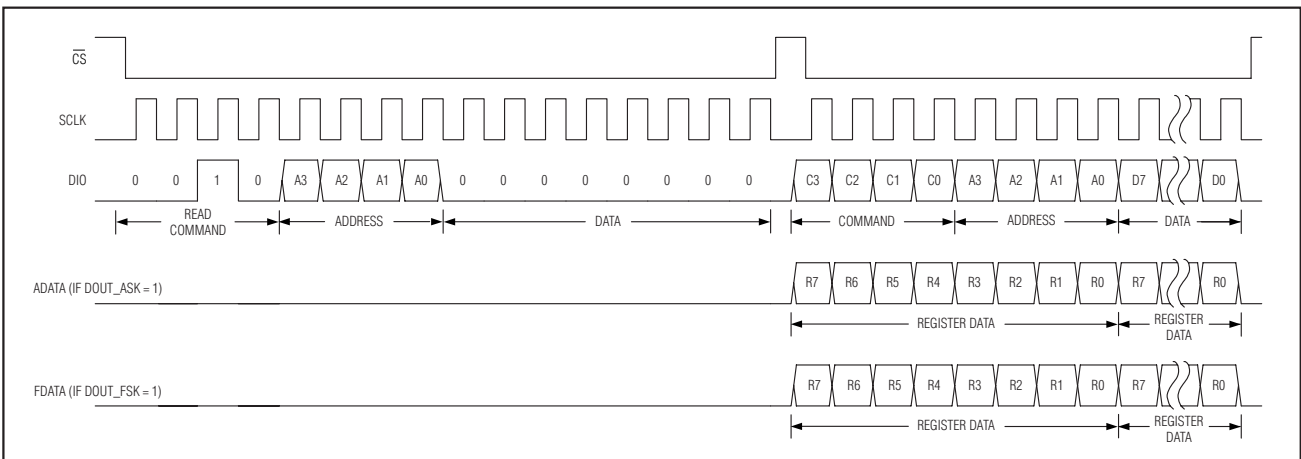 C̅S̅
SCLK
DIO 0 0 1 0 A3 A2 A1 A0 0 0 0 0 0 0 0 0 C3 C2 C1 C0 A3 A2 A1 A0 D7 D0
READ COMMAND ADDRESS DATA COMMAND ADDRESS DATA
ADATA (IF DOUT_ASK = 1) R7 R6 R5 R4 R3 R2 R1 R0 R7 R0
REGISTER DATA REGISTER DATA
FDATA (IF DOUT_FSK = 1) R7 R6 R5 R4 R3 R2 R1 R0 R7 R0
REGISTER DATA REGISTER DATA